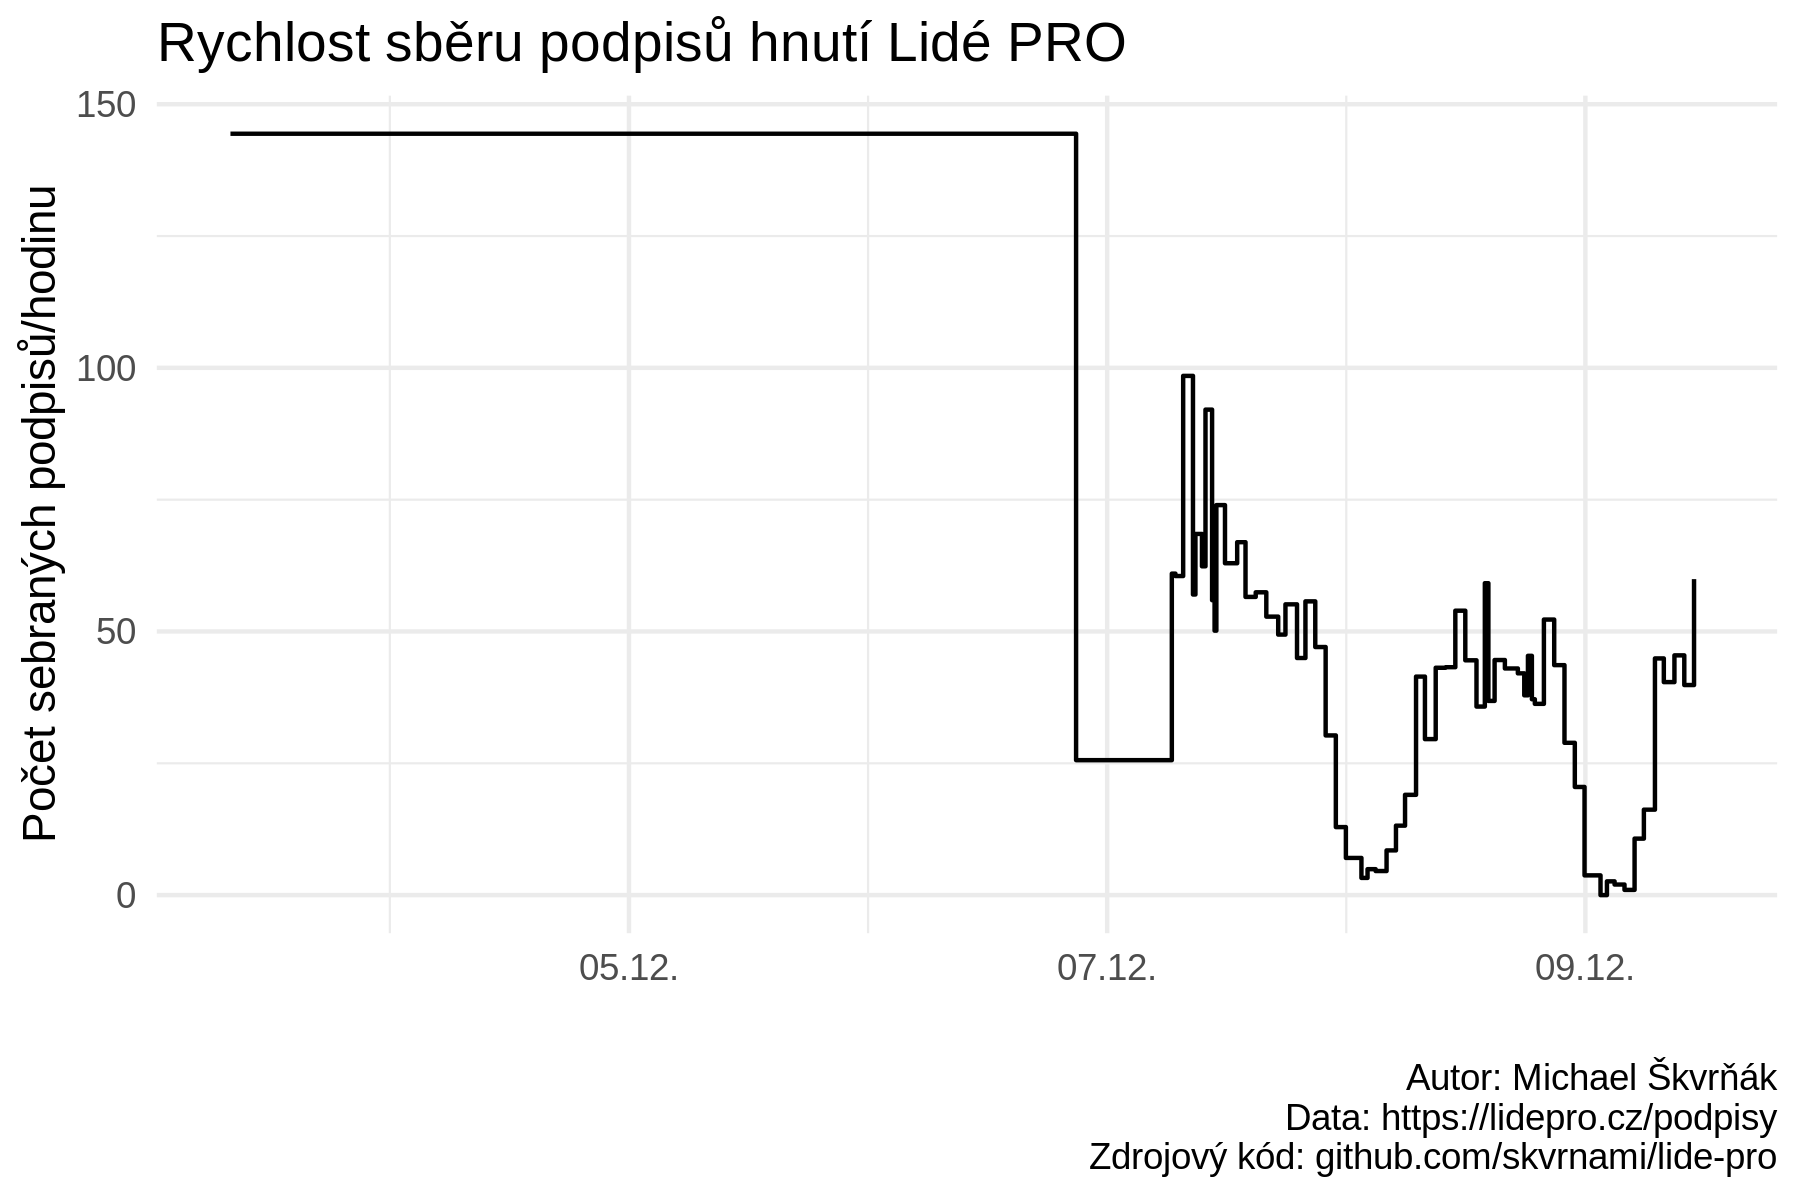 Rychlost sběru podpisů hnutí Lidé PRO
Počet sebraných podpisů/hodinu
150
100
50
0
05.12.
07.12.
09.12.
Autor: Michael Škvrňák
Data: https://lidepro.cz/podpisy
Zdrojový kód: github.com/skvrnami/lide-pro